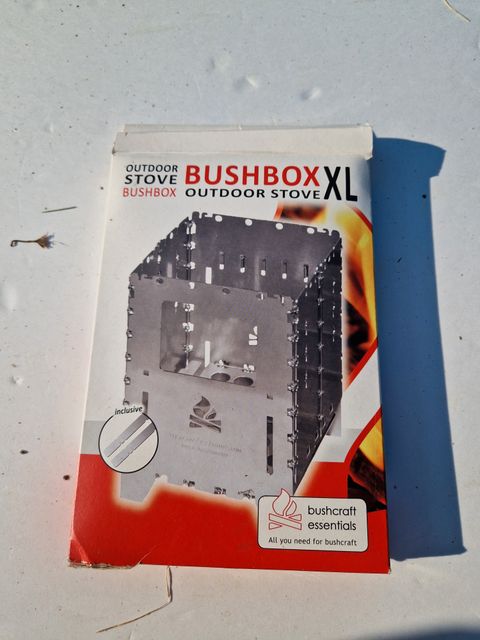 OUTDOOR
STOVE
BUSHBOX
BUSHBOX XL
OUTDOOR STOVE
inclusive
bushcraft
essentials
All you need for bushcraft